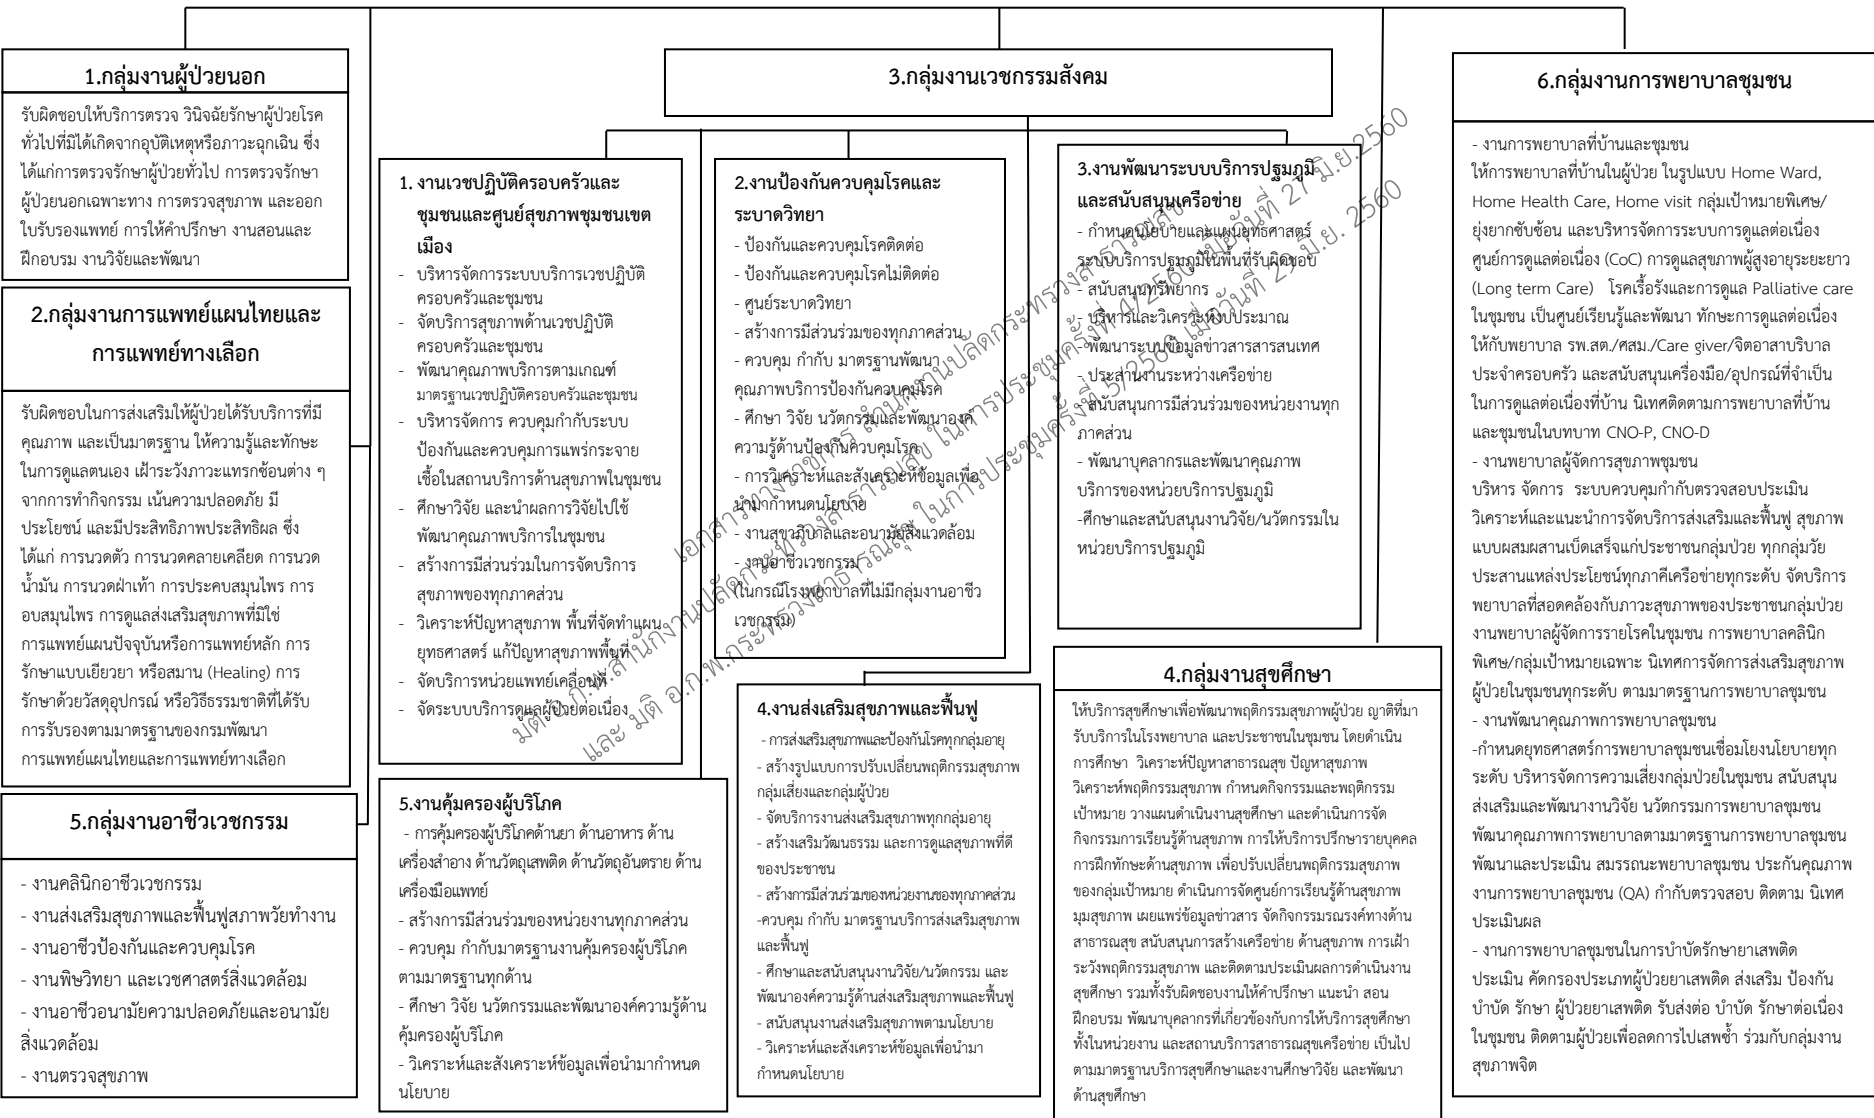 1.กลุ่มงานผู้ป่วยนอก
รับผิดชอบให้บริการตรวจ วินิจฉัยรักษาผู้ป่วยโรค
ทั่วไปที่มิได้เกิดจากอุบัติเหตุหรือภาวะฉุกเฉิน ซึ่ง
ได้แก่การตรวจรักษาผู้ป่วยทั่วไป การตรวจรักษา
ผู้ป่วยนอกเฉพาะทาง การตรวจสุขภาพ และออก
ใบรับรองแพทย์ การให้คำปรึกษา งานสอนและ
ฝึกอบรม งานวิจัยและพัฒนา
2.กลุ่มงานการแพทย์แผนไทยและ
การแพทย์ทางเลือก
รับผิดชอบในการส่งเสริมให้ผู้ป่วยได้รับบริการที่มี
คุณภาพ และเป็นมาตรฐาน ให้ความรู้และทักษะ
ในการดูแลตนเอง เฝ้าระวังภาวะแทรกซ้อนต่าง ๆ
จากการทำกิจกรรม เน้นความปลอดภัย มี
ประโยชน์ และมีประสิทธิภาพประสิทธิผล ซึ่ง
ได้แก่ การนวดตัว การนวดคลายเคลียด การนวด
น้ำมัน การนวดฝ่าเท้า การประคบสมุนไพร การ
อบสมุนไพร การดูแลส่งเสริมสุขภาพที่มิใช่
การแพทย์แผนปัจจุบันหรือการแพทย์หลัก การ
รักษาแบบเยียวยา หรือสมาน (Healing) การ
รักษาด้วยวัสดุอุปกรณ์ หรือวิธีธรรมชาติที่ได้รับ
การรับรองตามมาตรฐานของกรมพัฒนา
การแพทย์แผนไทยและการแพทย์ทางเลือก
5.กลุ่มงานอาชีวเวชกรรม
- งานคลินิกอาชีวเวชกรรม
- งานส่งเสริมสุขภาพและฟื้นฟูสภาพวัยทำงาน
- งานอาชีวป้องกันและควบคุมโรค
- งานพิษวิทยา และเวชศาสตร์สิ่งแวดล้อม
- งานอาชีวอนามัยความปลอดภัยและอนามัย
สิ่งแวดล้อม
- งานตรวจสุขภาพ
3.กลุ่มงานเวชกรรมสังคม
1. งานเวชปฏิบัติครอบครัวและ
ชุมชนและศูนย์สุขภาพชุมชนเขต
เมือง
- บริหารจัดการระบบบริการเวชปฏิบัติ
ครอบครัวและชุมชน
- จัดบริการสุขภาพด้านเวชปฏิบัติ
ครอบครัวและชุมชน
- พัฒนาคุณภาพบริการตามเกณฑ์
มาตรฐานเวชปฏิบัติครอบครัวและชุมชน
- บริหารจัดการ ควบคุมกำกับระบบ
ป้องกันและควบคุมการแพร่กระจาย
เชื้อในสถานบริการด้านสุขภาพในชุมชน
- ศึกษาวิจัย และนำผลการวิจัยไปใช้
พัฒนาคุณภาพบริการในชุมชน
- สร้างการมีส่วนร่วมในการจัดบริการ
สุขภาพของทุกภาคส่วน
- วิเคราะห์ปัญหาสุขภาพ พื้นที่จัดทำแผน
ยุทธศาสตร์ แก้ปัญหาสุขภาพพื้นที่
- จัดบริการหน่วยแพทย์เคลื่อนที่
- จัดระบบบริการดูแลผู้ป่วยต่อเนื่อง
2.งานป้องกันควบคุมโรคและ
ระบาดวิทยา
- ป้องกันและควบคุมโรคติดต่อ
- ป้องกันและควบคุมโรคไม่ติดต่อ
- ศูนย์ระบาดวิทยา
- สร้างการมีส่วนร่วมของทุกภาคส่วน
- ควบคุม กำกับ มาตรฐานพัฒนา
คุณภาพบริการป้องกันควบคุมโรค
- ศึกษา วิจัย นวัตกรรมและพัฒนาองค์
ความรู้ด้านป้องกันควบคุมโรค
- การวิเคราะห์และสังเคราะห์ข้อมูลเพื่อ
นำมากำหนดนโยบาย
- งานสุขาภิบาลและอนามัยสิ่งแวดล้อม
- งานอาชีวเวชกรรม
(ในกรณีโรงพยาบาลที่ไม่มีกลุ่มงานอาชีว
เวชกรรม)
3.งานพัฒนาระบบบริการปฐมภูมิ
และสนับสนุนเครือข่าย
- กำหนดนโยบายและแผนยุทธศาสตร์
ระบบบริการปฐมภูมิในพื้นที่รับผิดชอบ
- สนับสนุนทรัพยากร
- บริหารและวิเคราะห์งบประมาณ
- พัฒนาระบบข้อมูลข่าวสารสารสนเทศ
- ประสานงานระหว่างเครือข่าย
- สนับสนุนการมีส่วนร่วมของหน่วยงานทุก
ภาคส่วน
- พัฒนาบุคลากรและพัฒนาคุณภาพ
บริการของหน่วยบริการปฐมภูมิ
-ศึกษาและสนับสนุนงานวิจัย/นวัตกรรมใน
หน่วยบริการปฐมภูมิ
5.งานคุ้มครองผู้บริโภค
- การคุ้มครองผู้บริโภคด้านยา ด้านอาหาร ด้าน
เครื่องสำอาง ด้านวัตถุเสพติด ด้านวัตถุอันตราย ด้าน
เครื่องมือแพทย์
- สร้างการมีส่วนร่วมของหน่วยงานทุกภาคส่วน
- ควบคุม กำกับมาตรฐานงานคุ้มครองผู้บริโภค
ตามมาตรฐานทุกด้าน
- ศึกษา วิจัย นวัตกรรมและพัฒนาองค์ความรู้ด้าน
คุ้มครองผู้บริโภค
- วิเคราะห์และสังเคราะห์ข้อมูลเพื่อนำมากำหนด
นโยบาย
4.งานส่งเสริมสุขภาพและฟื้นฟู
- การส่งเสริมสุขภาพและป้องกันโรคทุกกลุ่มอายุ
- สร้างรูปแบบการปรับเปลี่ยนพฤติกรรมสุขภาพ
กลุ่มเสี่ยงและกลุ่มผู้ป่วย
- จัดบริการงานส่งเสริมสุขภาพทุกกลุ่มอายุ
- สร้างเสริมวัฒนธรรม และการดูแลสุขภาพที่ดี
ของประชาชน
- สร้างการมีส่วนร่วมของหน่วยงานของทุกภาคส่วน
-ควบคุม กำกับ มาตรฐานบริการส่งเสริมสุขภาพ
และฟื้นฟู
- ศึกษาและสนับสนุนงานวิจัย/นวัตกรรม และ
พัฒนาองค์ความรู้ด้านส่งเสริมสุขภาพและฟื้นฟู
- สนับสนุนงานส่งเสริมสุขภาพตามนโยบาย
- วิเคราะห์และสังเคราะห์ข้อมูลเพื่อนำมา
กำหนดนโยบาย
4.กลุ่มงานสุขศึกษา
ให้บริการสุขศึกษาเพื่อพัฒนาพฤติกรรมสุขภาพผู้ป่วย ญาติที่มา
รับบริการในโรงพยาบาล และประชาชนในชุมชน โดยดำเนิน
การศึกษา วิเคราะห์ปัญหาสาธารณสุข ปัญหาสุขภาพ
วิเคราะห์พฤติกรรมสุขภาพ กำหนดกิจกรรมและพฤติกรรม
เป้าหมาย วางแผนดำเนินงานสุขศึกษา และดำเนินการจัด
กิจกรรมการเรียนรู้ด้านสุขภาพ การให้บริการปรึกษารายบุคคล
การฝึกทักษะด้านสุขภาพ เพื่อปรับเปลี่ยนพฤติกรรมสุขภาพ
ของกลุ่มเป้าหมาย ดำเนินการจัดศูนย์การเรียนรู้ด้านสุขภาพ
มุมสุขภาพ เผยแพร่ข้อมูลข่าวสาร จัดกิจกรรมรณรงค์ทางด้าน
สาธารณสุข สนับสนุนการสร้างเครือข่าย ด้านสุขภาพ การเฝ้า
ระวังพฤติกรรมสุขภาพ และติดตามประเมินผลการดำเนินงาน
สุขศึกษา รวมทั้งรับผิดชอบงานให้คำปรึกษา แนะนำ สอน
ฝึกอบรม พัฒนาบุคลากรที่เกี่ยวข้องกับการให้บริการสุขศึกษา
ทั้งในหน่วยงาน และสถานบริการสาธารณสุขเครือข่าย เป็นไป
ตามมาตรฐานบริการสุขศึกษาและงานศึกษาวิจัย และพัฒนา
ด้านสุขศึกษา
6.กลุ่มงานการพยาบาลชุมชน
- งานการพยาบาลที่บ้านและชุมชน
ให้การพยาบาลที่บ้านในผู้ป่วย ในรูปแบบ Home Ward,
Home Health Care, Home visit กลุ่มเป้าหมายพิเศษ/
ยุ่งยากซับซ้อน และบริหารจัดการระบบการดูแลต่อเนื่อง
ศูนย์การดูแลต่อเนื่อง (CoC) การดูแลสุขภาพผู้สูงอายุระยะยาว
(Long term Care) โรคเรื้อรังและการดูแล Palliative care
ในชุมชน เป็นศูนย์เรียนรู้และพัฒนา ทักษะการดูแลต่อเนื่อง
ให้กับพยาบาล รพ.สต./ศสม./Care giver/จิตอาสาบริบาล
ประจำครอบครัว และสนับสนุนเครื่องมือ/อุปกรณ์ที่จำเป็น
ในการดูแลต่อเนื่องที่บ้าน นิเทศติดตามการพยาบาลที่บ้าน
และชุมชนในบทบาท CNO-P, CNO-D
- งานพยาบาลผู้จัดการสุขภาพชุมชน
บริหาร จัดการ ระบบควบคุมกำกับตรวจสอบประเมิน
วิเคราะห์และแนะนำการจัดบริการส่งเสริมและฟื้นฟู สุขภาพ
แบบผสมผสานเบ็ดเสร็จแก่ประชาชนกลุ่มป่วย ทุกกลุ่มวัย
ประสานแหล่งประโยชน์ทุกภาคีเครือข่ายทุกระดับ จัดบริการ
พยาบาลที่สอดคล้องกับภาวะสุขภาพของประชาชนกลุ่มป่วย
งานพยาบาลผู้จัดการรายโรคในชุมชน การพยาบาลคลินิก
พิเศษ/กลุ่มเป้าหมายเฉพาะ นิเทศการจัดการส่งเสริมสุขภาพ
ผู้ป่วยในชุมชนทุกระดับ ตามมาตรฐานการพยาบาลชุมชน
- งานพัฒนาคุณภาพการพยาบาลชุมชน
-กำหนดยุทธศาสตร์การพยาบาลชุมชนเชื่อมโยงนโยบายทุก
ระดับ บริหารจัดการความเสี่ยงกลุ่มป่วยในชุมชน สนับสนุน
ส่งเสริมและพัฒนางานวิจัย นวัตกรรมการพยาบาลชุมชน
พัฒนาคุณภาพการพยาบาลตามมาตรฐานการพยาบาลชุมชน
พัฒนาและประเมิน สมรรถนะพยาบาลชุมชน ประกันคุณภาพ
งานการพยาบาลชุมชน (QA) กำกับตรวจสอบ ติดตาม นิเทศ
ประเมินผล
- งานการพยาบาลชุมชนในการบำบัดรักษายาเสพติด
ประเมิน คัดกรองประเภทผู้ป่วยยาเสพติด ส่งเสริม ป้องกัน
บำบัด รักษา ผู้ป่วยยาเสพติด รับส่งต่อ บำบัด รักษาต่อเนื่อง
ในชุมชน ติดตามผู้ป่วยเพื่อลดการไปเสพซ้ำ ร่วมกับกลุ่มงาน
สุขภาพจิต
เอกสารทางราชการ สำนักงานปลัดกระทรวงสาธารณสุข
มติ อ.ก.พ.สำนักงานปลัดกระทรวงสาธารณสุข ในการประชุมครั้งที่ 4/2560 เมื่อวันที่ 27 มิ.ย.2560
และ มติ อ.ก.พ.กระทรวงสาธารณสุข ในการประชุมครั้งที่ 5/2560 เมื่อวันที่ 29 มิ.ย. 2560